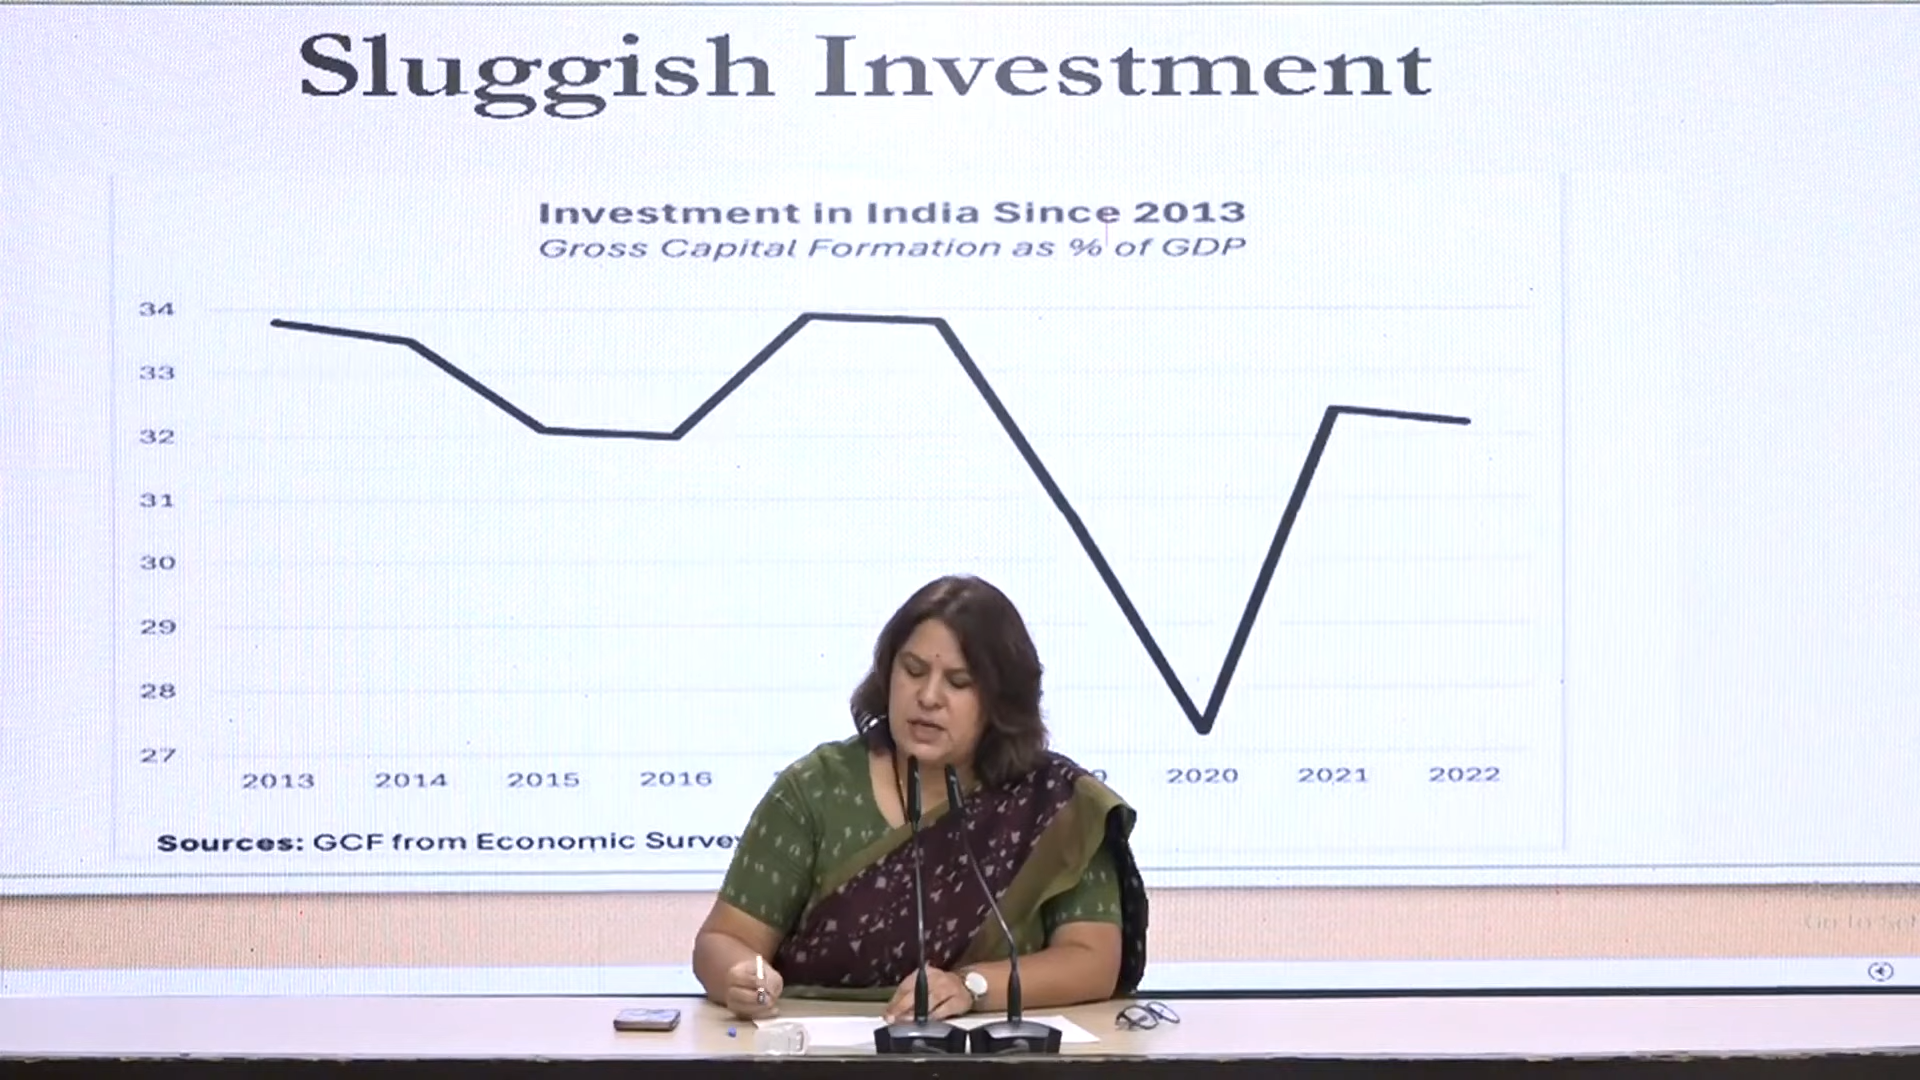 Sluggish Investment
Investment in India Since 2013
Gross Capital Formation as % of GDP
34
33
32
31
30
29
28
27
2013 2014 2015 2016 2020 2021 2022
Sources: GCF from Economic Survey